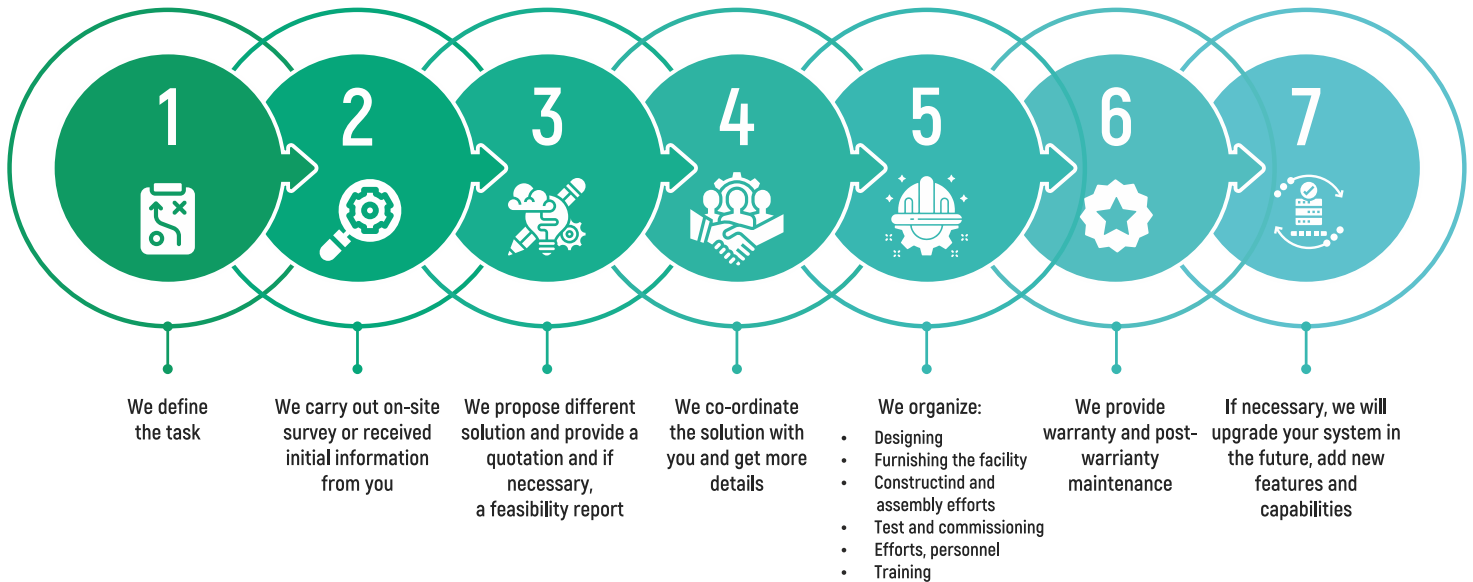 1
We define
the task
2
We carry out on-site
survey or received
initial information
from you
3
We propose different
solution and provide a
quotation and if
necessary,
a feasibility report
4
We co-ordinate
the solution with
you and get more
details
5
We organize:
• Designing
• Furnishing the facility
• Constructind and
assembly efforts
• Test and commissioning
• Efforts, personnel
• Training
6
We provide
warranty and post-
warranty
maintenance
7
If necessary, we will
upgrade your system in
the future, add new
features and
capabilities